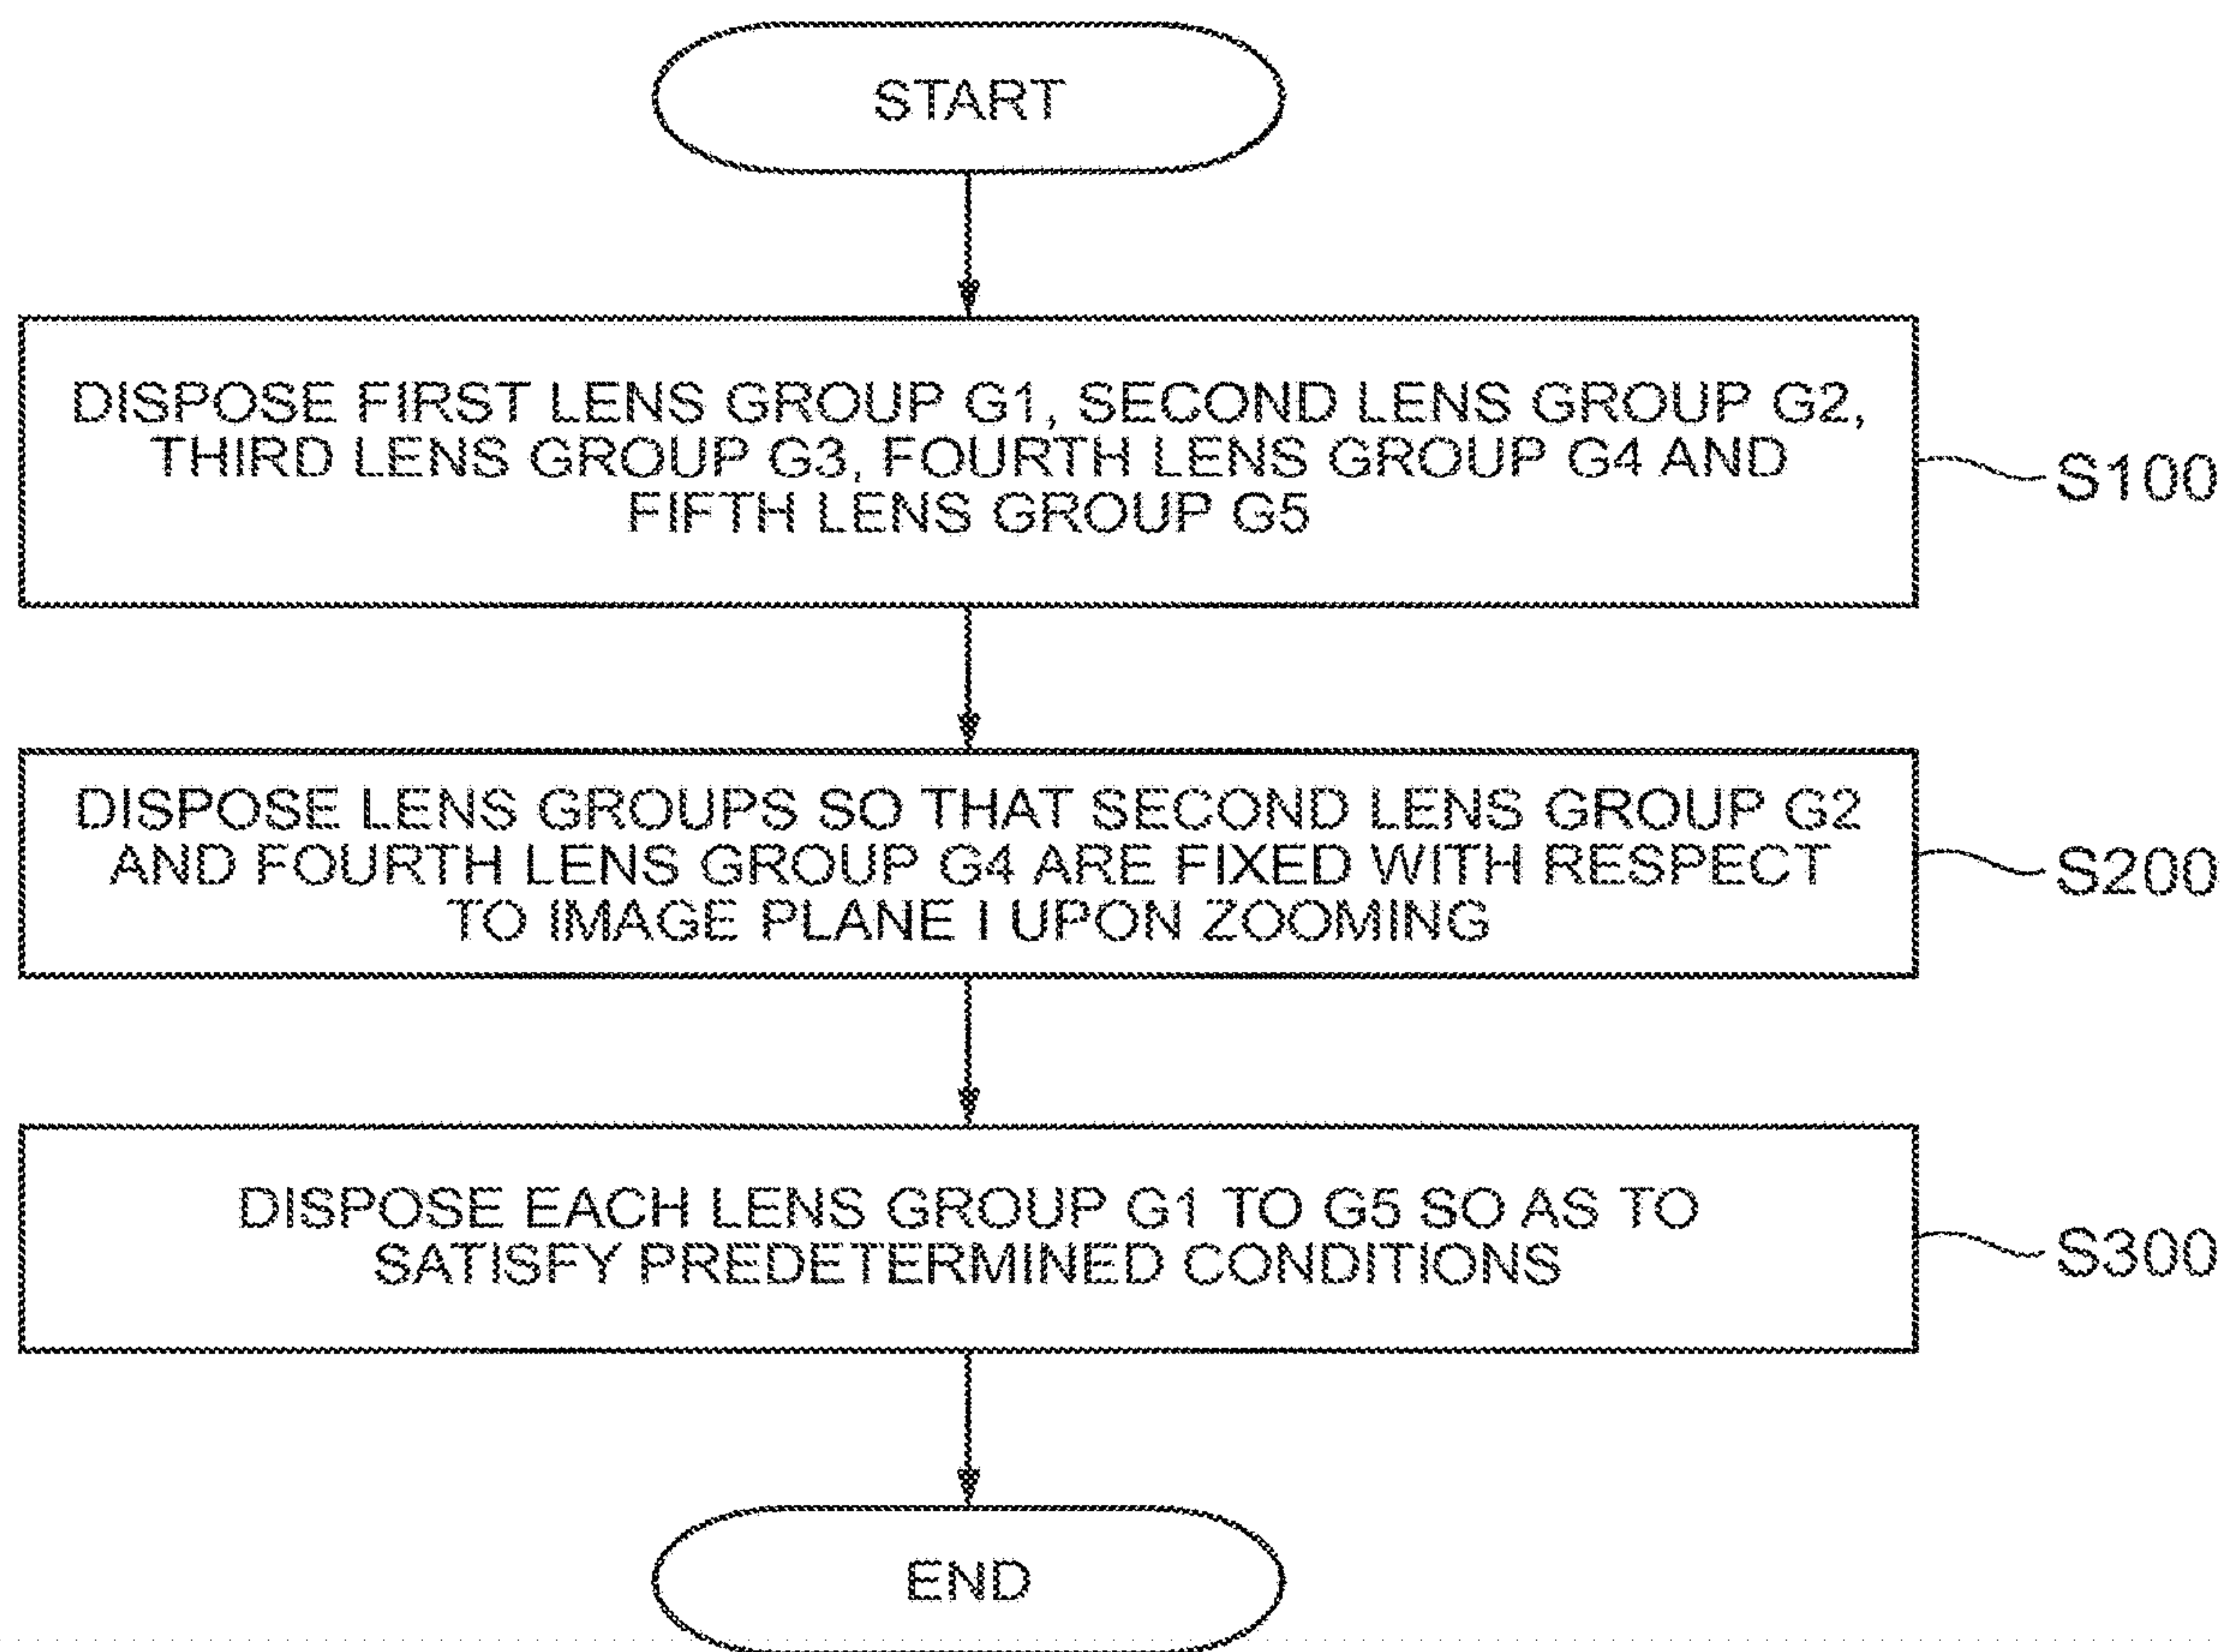 START
DISPOSE FIRST LENS GROUP G1, SECOND LENS GROUP G2,
THIRD LENS GROUP G3, FOURTH LENS GROUP G4 AND
FIFTH LENS GROUP G5
S100
DISPOSE LENS GROUPS SO THAT SECOND LENS GROUP G2
AND FOURTH LENS GROUP G4 ARE FIXED WITH RESPECT
TO IMAGE PLANE I UPON ZOOMING
S200
DISPOSE EACH LENS GROUP G1 TO G5 SO AS TO
SATISFY PREDETERMINED CONDITIONS
S300
END